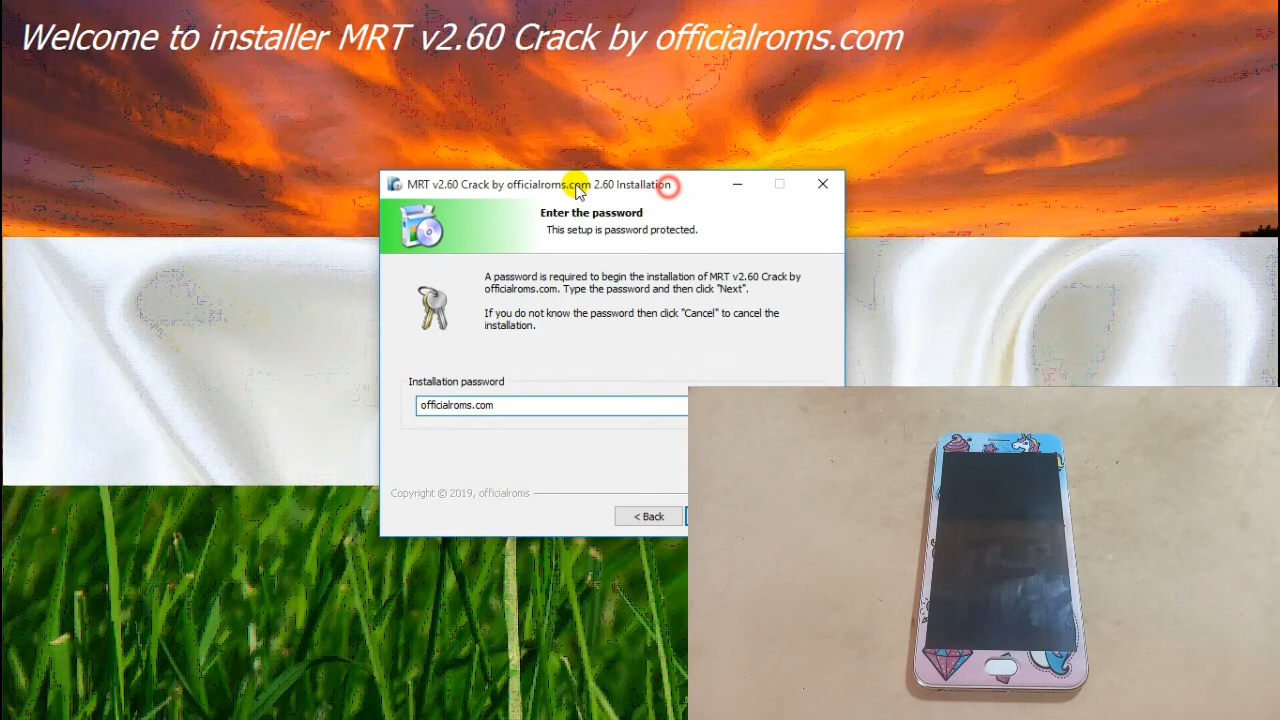 Welcome to installer MRT v2.60 Crack by officialroms.com
MRT v2.60 Crack by officialroms.com 2.60 Installation
Enter the password
This setup is password protected.
A password is required to begin the installation of MRT v2.60 Crack by
officialroms.com. Type the password and then click "Next".
If you do not know the password then click "Cancel" to cancel the
installation.
Installation password
officialroms.com
Copyright © 2019, officialroms
< Back